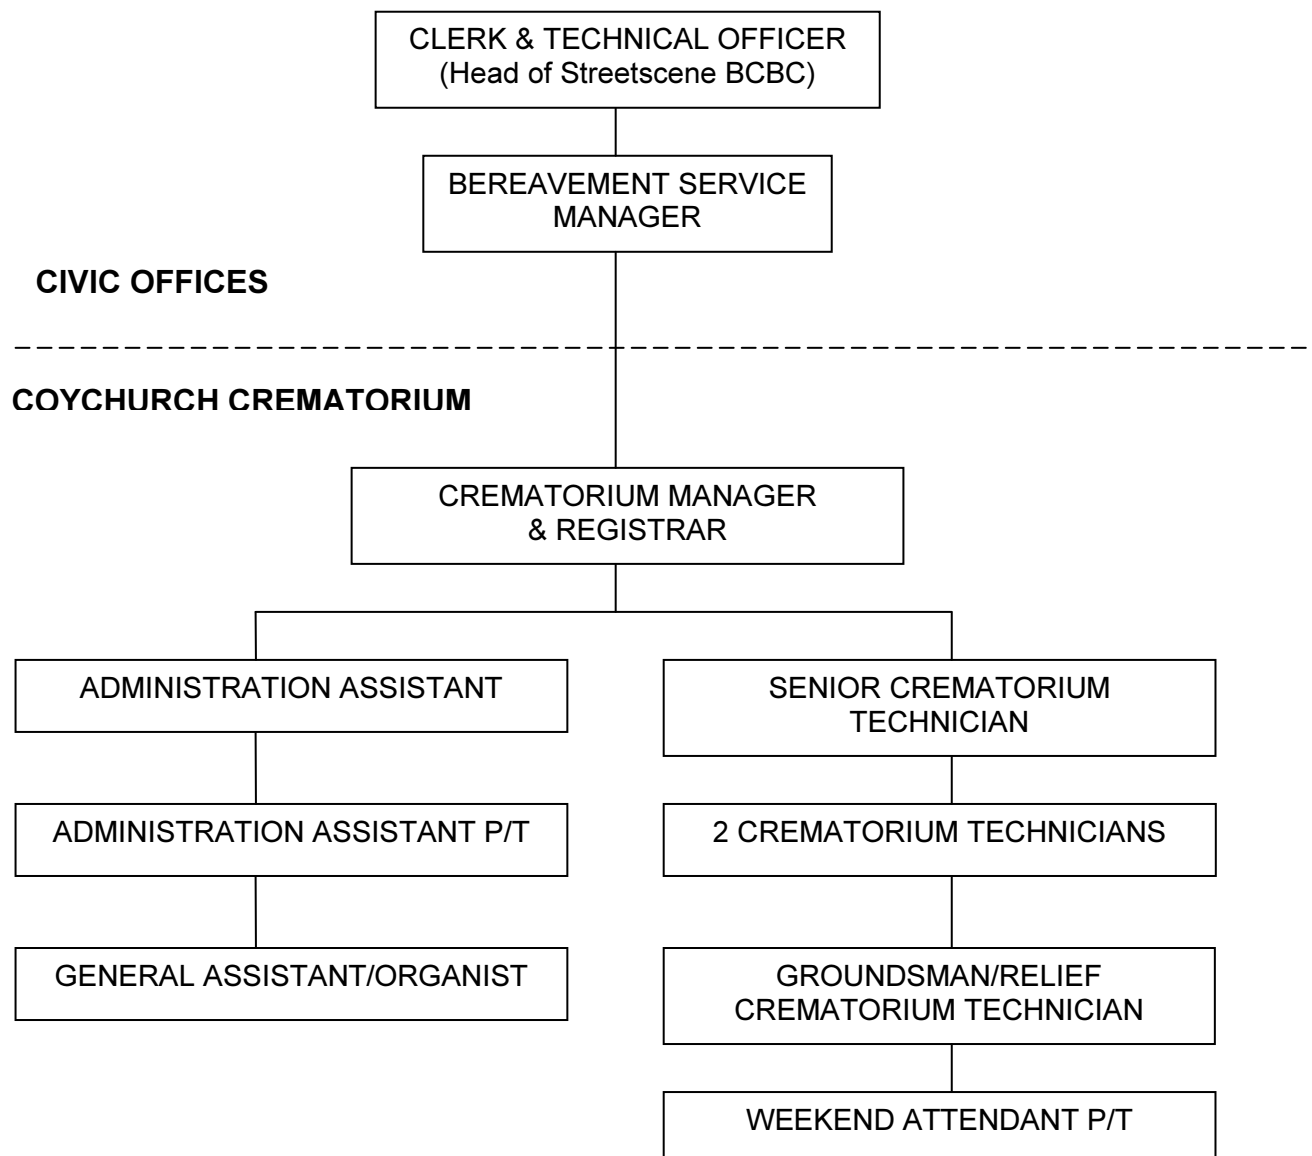 CLERK & TECHNICAL OFFICER
(Head of Streetscene BCBC)
BEREAVEMENT SERVICE
MANAGER
CIVIC OFFICES
COYCHURCH CREMATORIUM
CREMATORIUM MANAGER
& REGISTRAR
ADMINISTRATION ASSISTANT
SENIOR CREMATORIUM
TECHNICIAN
ADMINISTRATION ASSISTANT P/T
2 CREMATORIUM TECHNICIANS
GENERAL ASSISTANT/ORGANIST
GROUNDSMAN/RELIEF
CREMATORIUM TECHNICIAN
WEEKEND ATTENDANT P/T